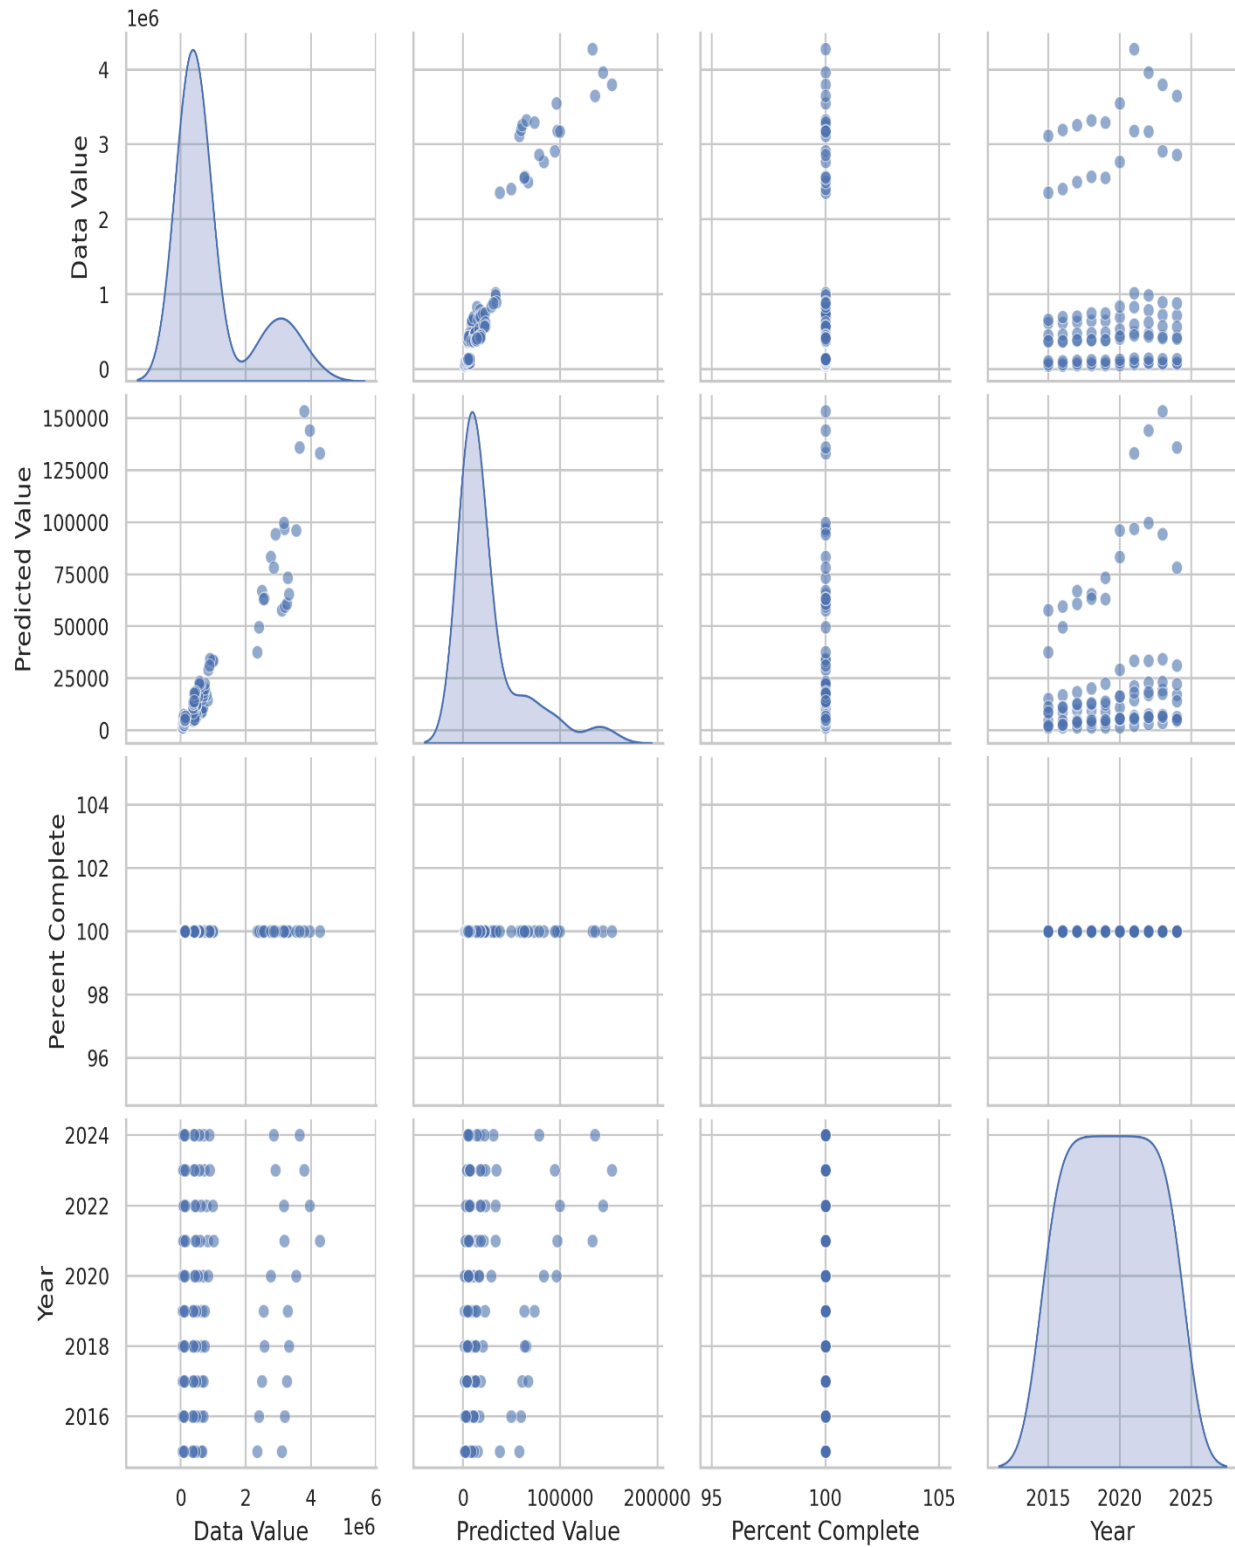 1e6
4
3
2
1
0
Data Value
150000
125000
100000
75000
50000
25000
0
Predicted Value
104
102
100
98
96
Percent Complete
2024
2022
2020
2018
2016
Year
0 2 4 6 0 100000 200000 95 100 105 2015 2020 2025
1e6
Data Value Predicted Value Percent Complete Year